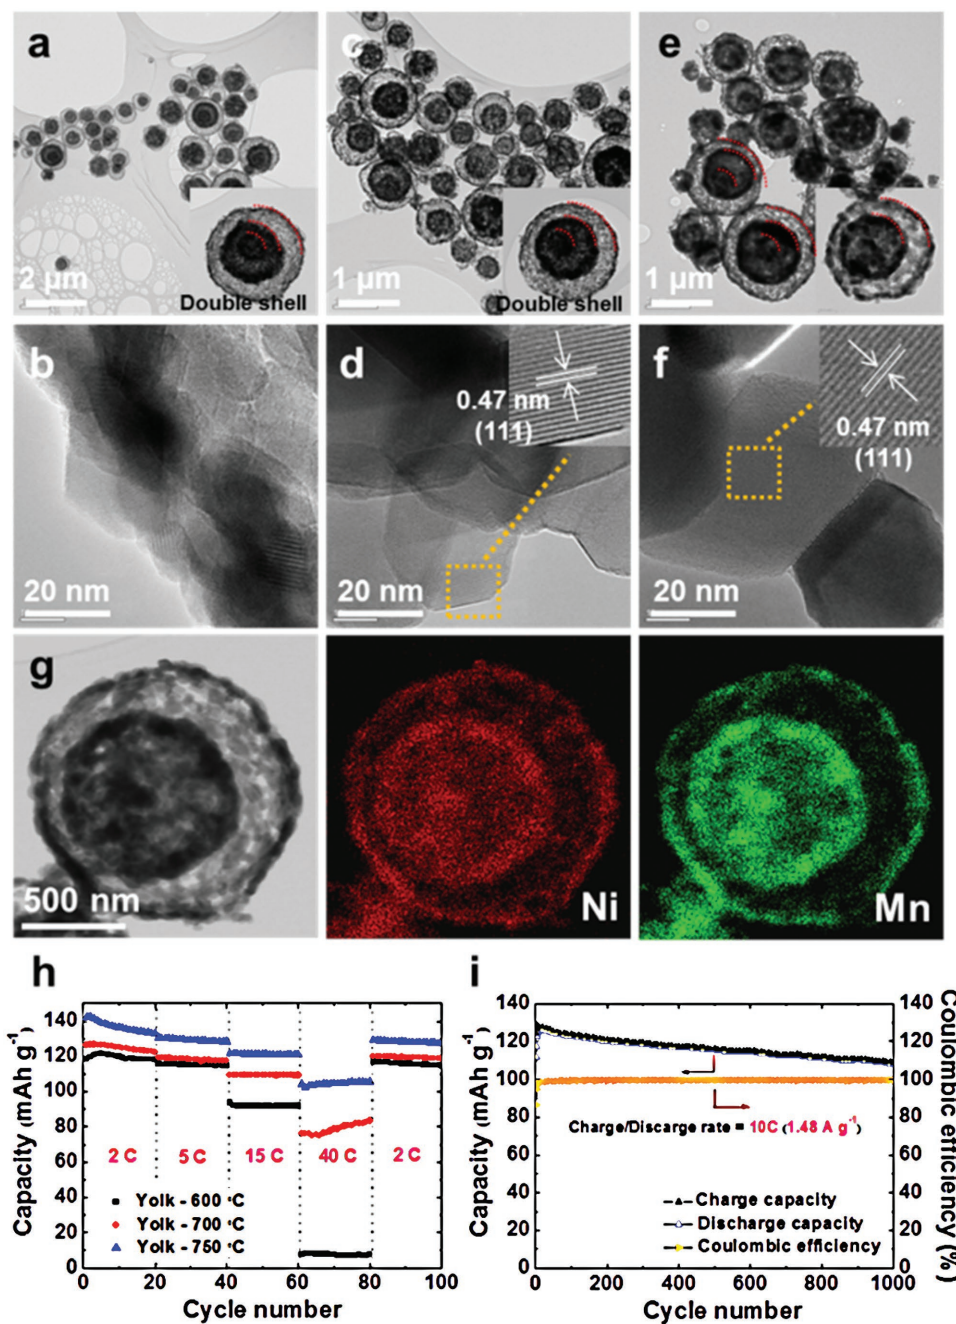 a
2 µm
Double shell
c
1 µm
Double shell
e
1 µm
b
20 nm
d
0.47 nm
(111)
20 nm
f
0.47 nm
(111)
20 nm
g
500 nm
Ni
Mn
h
140
120
100
80
60
40
20
0
Capacity (mAh g⁻¹)
2 C
5 C
15 C
40 C
2 C
Yolk - 600 °C
Yolk - 700 °C
Yolk - 750 °C
0
20
40
60
80
100
Cycle number
i
140
120
100
80
60
40
20
0
Capacity (mAh g⁻¹)
Charge/Discarge rate = 10C (1.48 A g⁻¹)
Charge capacity
Discharge capacity
Coulombic efficiency
0
200
400
600
800
1000
Cycle number
140
120
100
80
60
40
20
0
Coulombic efficiency (%)